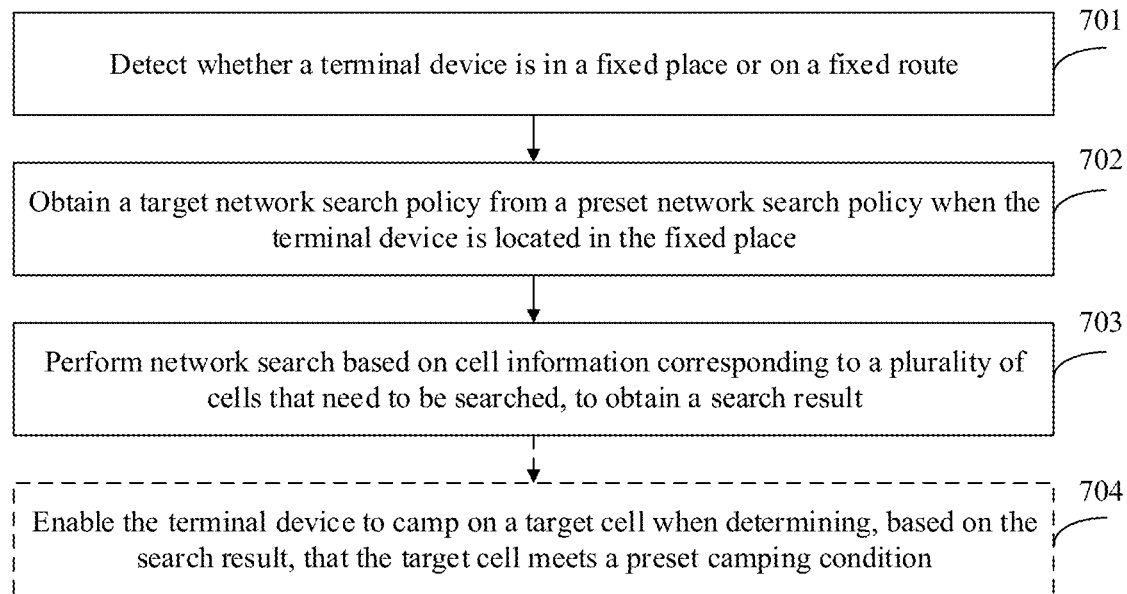 701
Detect whether a terminal device is in a fixed place or on a fixed route
702
Obtain a target network search policy from a preset network search policy when the
terminal device is located in the fixed place
703
Perform network search based on cell information corresponding to a plurality of
cells that need to be searched, to obtain a search result
704
Enable the terminal device to camp on a target cell when determining, based on the
search result, that the target cell meets a preset camping condition